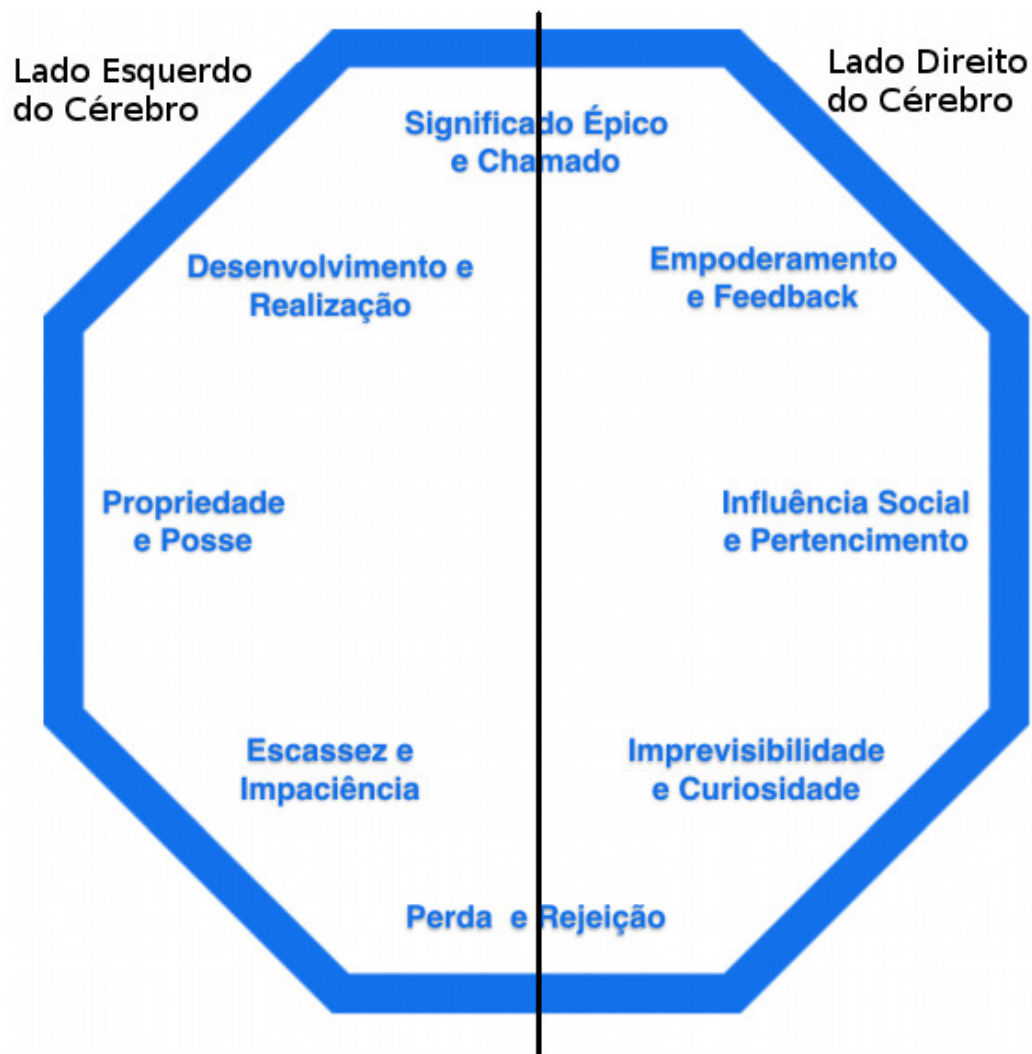 Lado Esquerdo
do Cérebro
Lado Direito
do Cérebro
Significado Épico
e Chamado
Desenvolvimento e
Realização
Empoderamento
e Feedback
Propriedade
e Posse
Influência Social
e Pertencimento
Escassez e
Impaciência
Imprevisibilidade
e Curiosidade
Perda e Rejeição